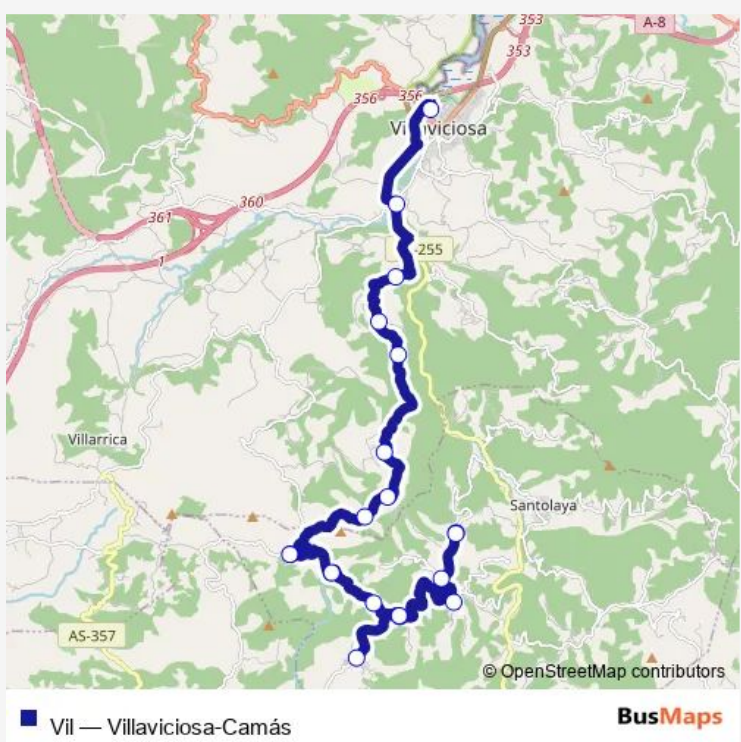 353
A-8
353
356
356
Villaviciosa
360
361
-255
1
Villarrica
Santolaya
AS-357
© OpenStreetMap contributors
Vil — Villaviciosa-Camás
BusMaps